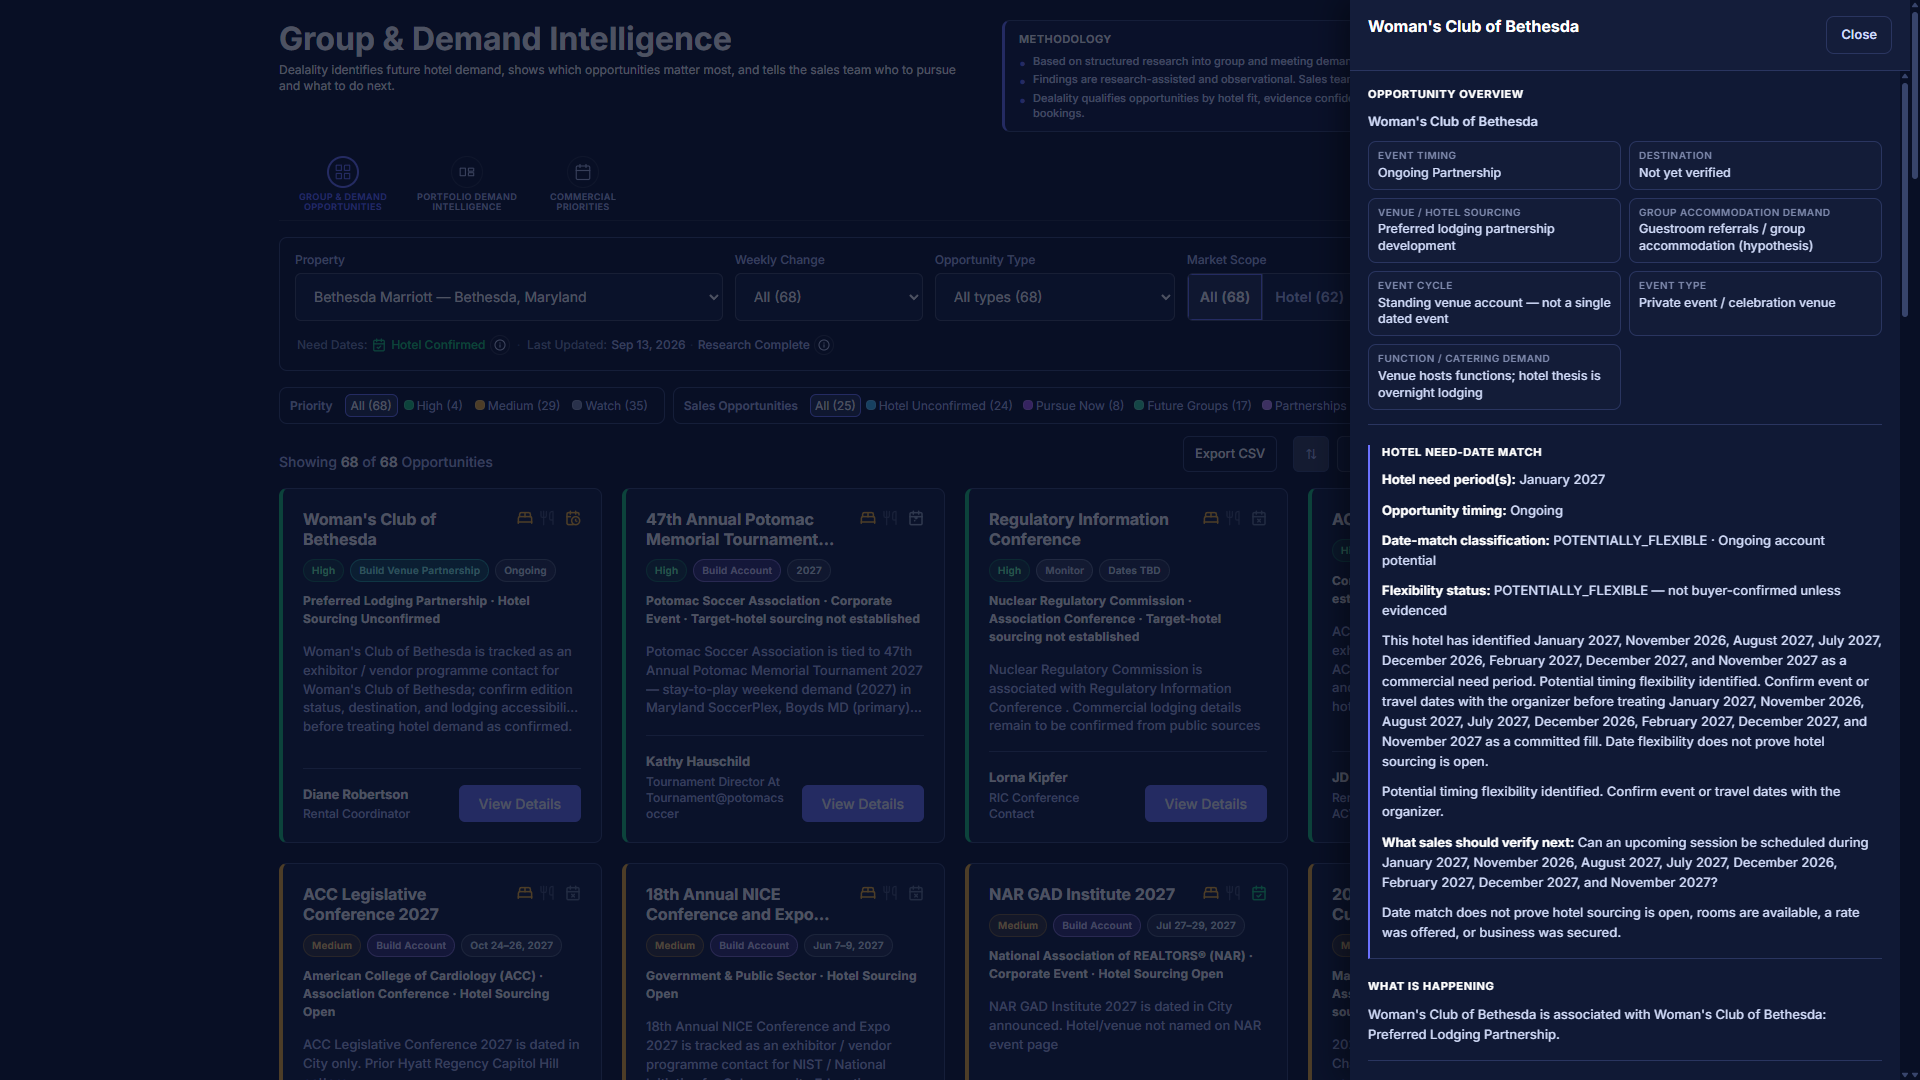 Group & Demand Intelligence
Dealality identifies future hotel demand, shows which opportunities matter most, and tells the sales team who to pursue
and what to do next.
METHODOLOGY
Based on structured research into group and meeting
Findings are research-assisted and observational. Sales
Dealality qualifies opportunities by hotel fit, evidence
bookings.
GROUP & DEMAND
OPPORTUNITIES
PORTFOLIO DEMAND
INTELLIGENCE
COMMERCIAL
PRIORITIES
Property
Weekly Change
Opportunity Type
Market Scope
Bethesda Marriott — Bethesda, Maryland
All (68)
All types (68)
All (68)
Hotel (62)
Need Dates: Hotel Confirmed · Last Updated: Sep 13, 2026 · Research Complete
Priority All (68) High (4) Medium (29) Watch (35)
Sales Opportunities All (25) Hotel Unconfirmed (24) Pursue Now (8) Future Groups (17) Partnerships
Showing 68 of 68 Opportunities
Export CSV
Woman's Club of
Bethesda
High Build Venue Partnership Ongoing
Preferred Lodging Partnership · Hotel
Sourcing Unconfirmed
Woman's Club of Bethesda is tracked as an
exhibitor / vendor programme contact for
Woman's Club of Bethesda; confirm edition
status, destination, and lodging accessibili...
before treating hotel demand as confirmed.
Diane Robertson
Rental Coordinator
View Details
47th Annual Potomac
Memorial Tournament...
High Build Account 2027
Potomac Soccer Association · Corporate
Event · Target-hotel sourcing not established
Potomac Soccer Association is tied to 47th
Annual Potomac Memorial Tournament 2027
— stay-to-play weekend demand (2027) in
Maryland SoccerPlex, Boyds MD (primary)...
Kathy Hauschild
Tournament Director At
Tournament@potomacs
occer
View Details
Regulatory Information
Conference
High Monitor Dates TBD
Nuclear Regulatory Commission ·
Association Conference · Target-hotel
sourcing not established
Nuclear Regulatory Commission is
associated with Regulatory Information
Conference . Commercial lodging details
remain to be confirmed from public sources
Lorna Kipfer
RIC Conference
Contact
View Details
ACC Legislative
Conference 2027
Medium Build Account Oct 24–26, 2027
American College of Cardiology (ACC) ·
Association Conference · Hotel Sourcing
Open
ACC Legislative Conference 2027 is dated in
City only. Prior Hyatt Regency Capitol Hill
18th Annual NICE
Conference and Expo...
Medium Build Account Jun 7–9, 2027
Government & Public Sector · Hotel Sourcing
Open
18th Annual NICE Conference and Expo
2027 is tracked as an exhibitor / vendor
programme contact for NIST / National
NAR GAD Institute 2027
Medium Build Account Jul 27–29, 2027
National Association of REALTORS® (NAR) ·
Corporate Event · Hotel Sourcing Open
NAR GAD Institute 2027 is dated in City
announced. Hotel/venue not named on NAR
event page
Woman's Club of Bethesda
Close
OPPORTUNITY OVERVIEW
Woman's Club of Bethesda
EVENT TIMING
Ongoing Partnership
DESTINATION
Not yet verified
VENUE / HOTEL SOURCING
Preferred lodging partnership
development
GROUP ACCOMMODATION DEMAND
Guestroom referrals / group
accommodation (hypothesis)
EVENT CYCLE
Standing venue account — not a single
dated event
EVENT TYPE
Private event / celebration venue
FUNCTION / CATERING DEMAND
Venue hosts functions; hotel thesis is
overnight lodging
HOTEL NEED-DATE MATCH
Hotel need period(s): January 2027
Opportunity timing: Ongoing
Date-match classification: POTENTIALLY_FLEXIBLE · Ongoing account
potential
Flexibility status: POTENTIALLY_FLEXIBLE — not buyer-confirmed unless
evidenced
This hotel has identified January 2027, November 2026, August 2027, July 2027,
December 2026, February 2027, December 2027, and November 2027 as a
commercial need period. Potential timing flexibility identified. Confirm event or
travel dates with the organizer before treating January 2027, November 2026,
August 2027, July 2027, December 2026, February 2027, December 2027, and
November 2027 as a committed fill. Date flexibility does not prove hotel
sourcing is open.
Potential timing flexibility identified. Confirm event or travel dates with the
organizer.
What sales should verify next: Can an upcoming session be scheduled during
January 2027, November 2026, August 2027, July 2027, December 2026,
February 2027, December 2027, and November 2027?
Date match does not prove hotel sourcing is open, rooms are available, a rate
was offered, or business was secured.
WHAT IS HAPPENING
Woman's Club of Bethesda is associated with Woman's Club of Bethesda:
Preferred Lodging Partnership.